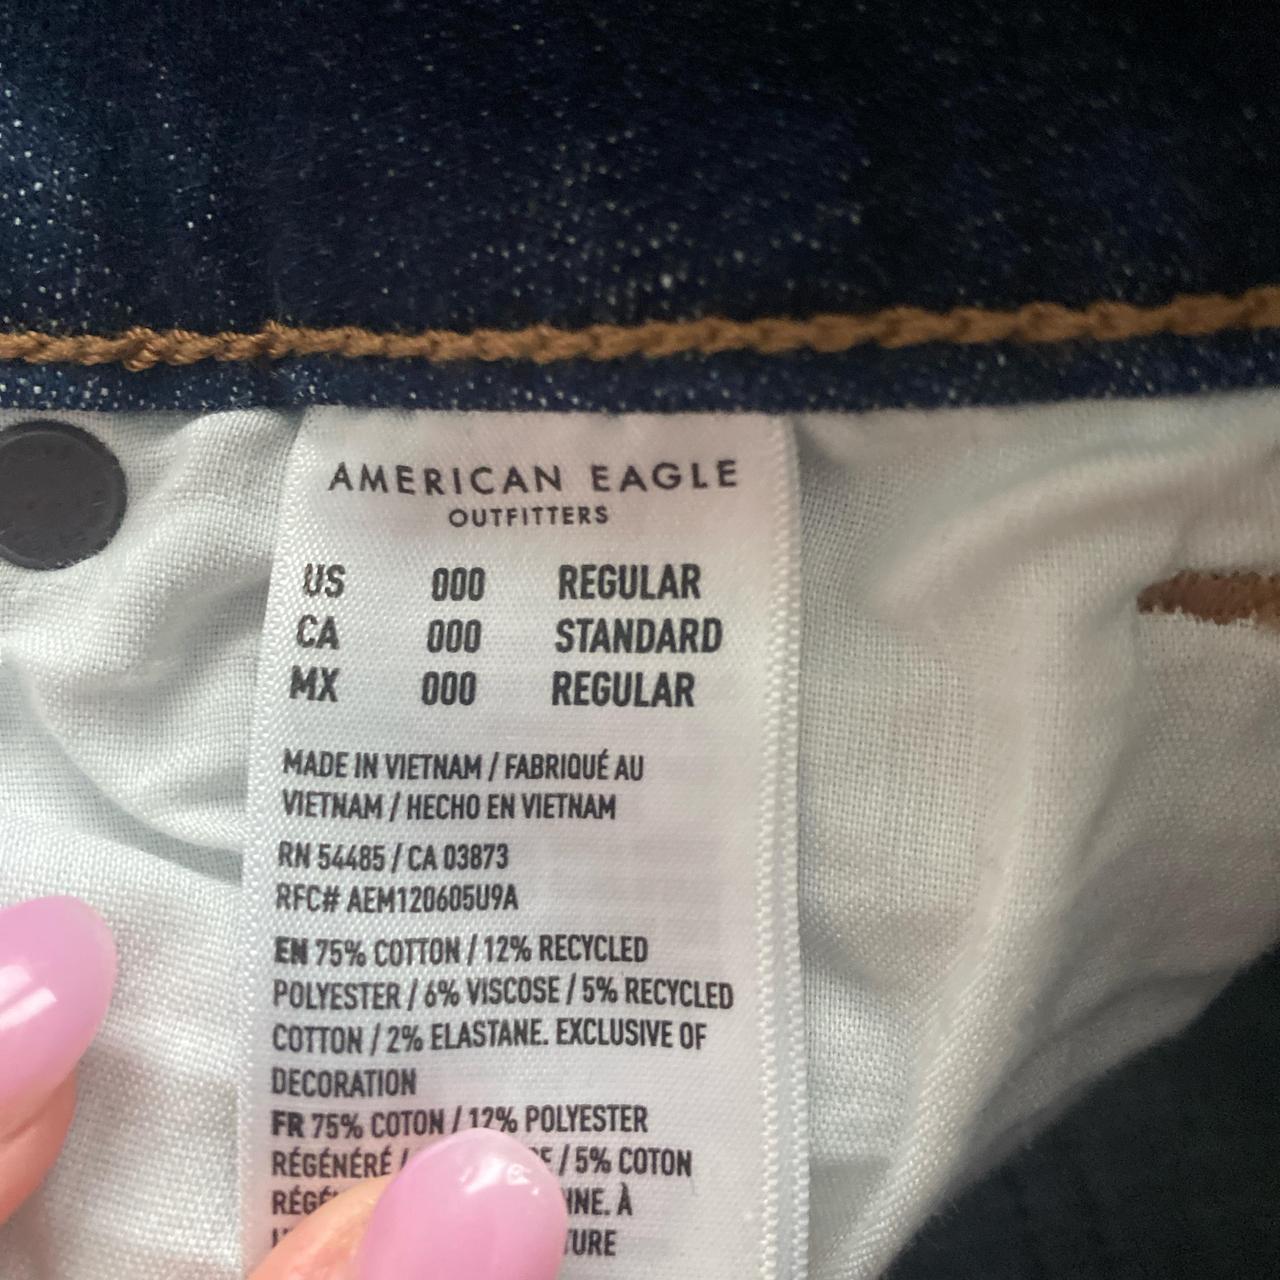 AMERICAN EAGLE
OUTFITTERS
US 000 REGULAR
CA 000 STANDARD
MX 000 REGULAR
MADE IN VIETNAM / FABRIQUÉ AU
VIETNAM / HECHO EN VIETNAM
RN 54485 / CA 03873
RFC# AEM120605U9A
EN 75% COTTON / 12% RECYCLED
POLYESTER / 6% VISCOSE / 5% RECYCLED
COTTON / 2% ELASTANE. EXCLUSIVE OF
DECORATION
FR 75% COTON / 12% POLYESTER
RÉGÉNÉRÉ / / 5% COTON
À